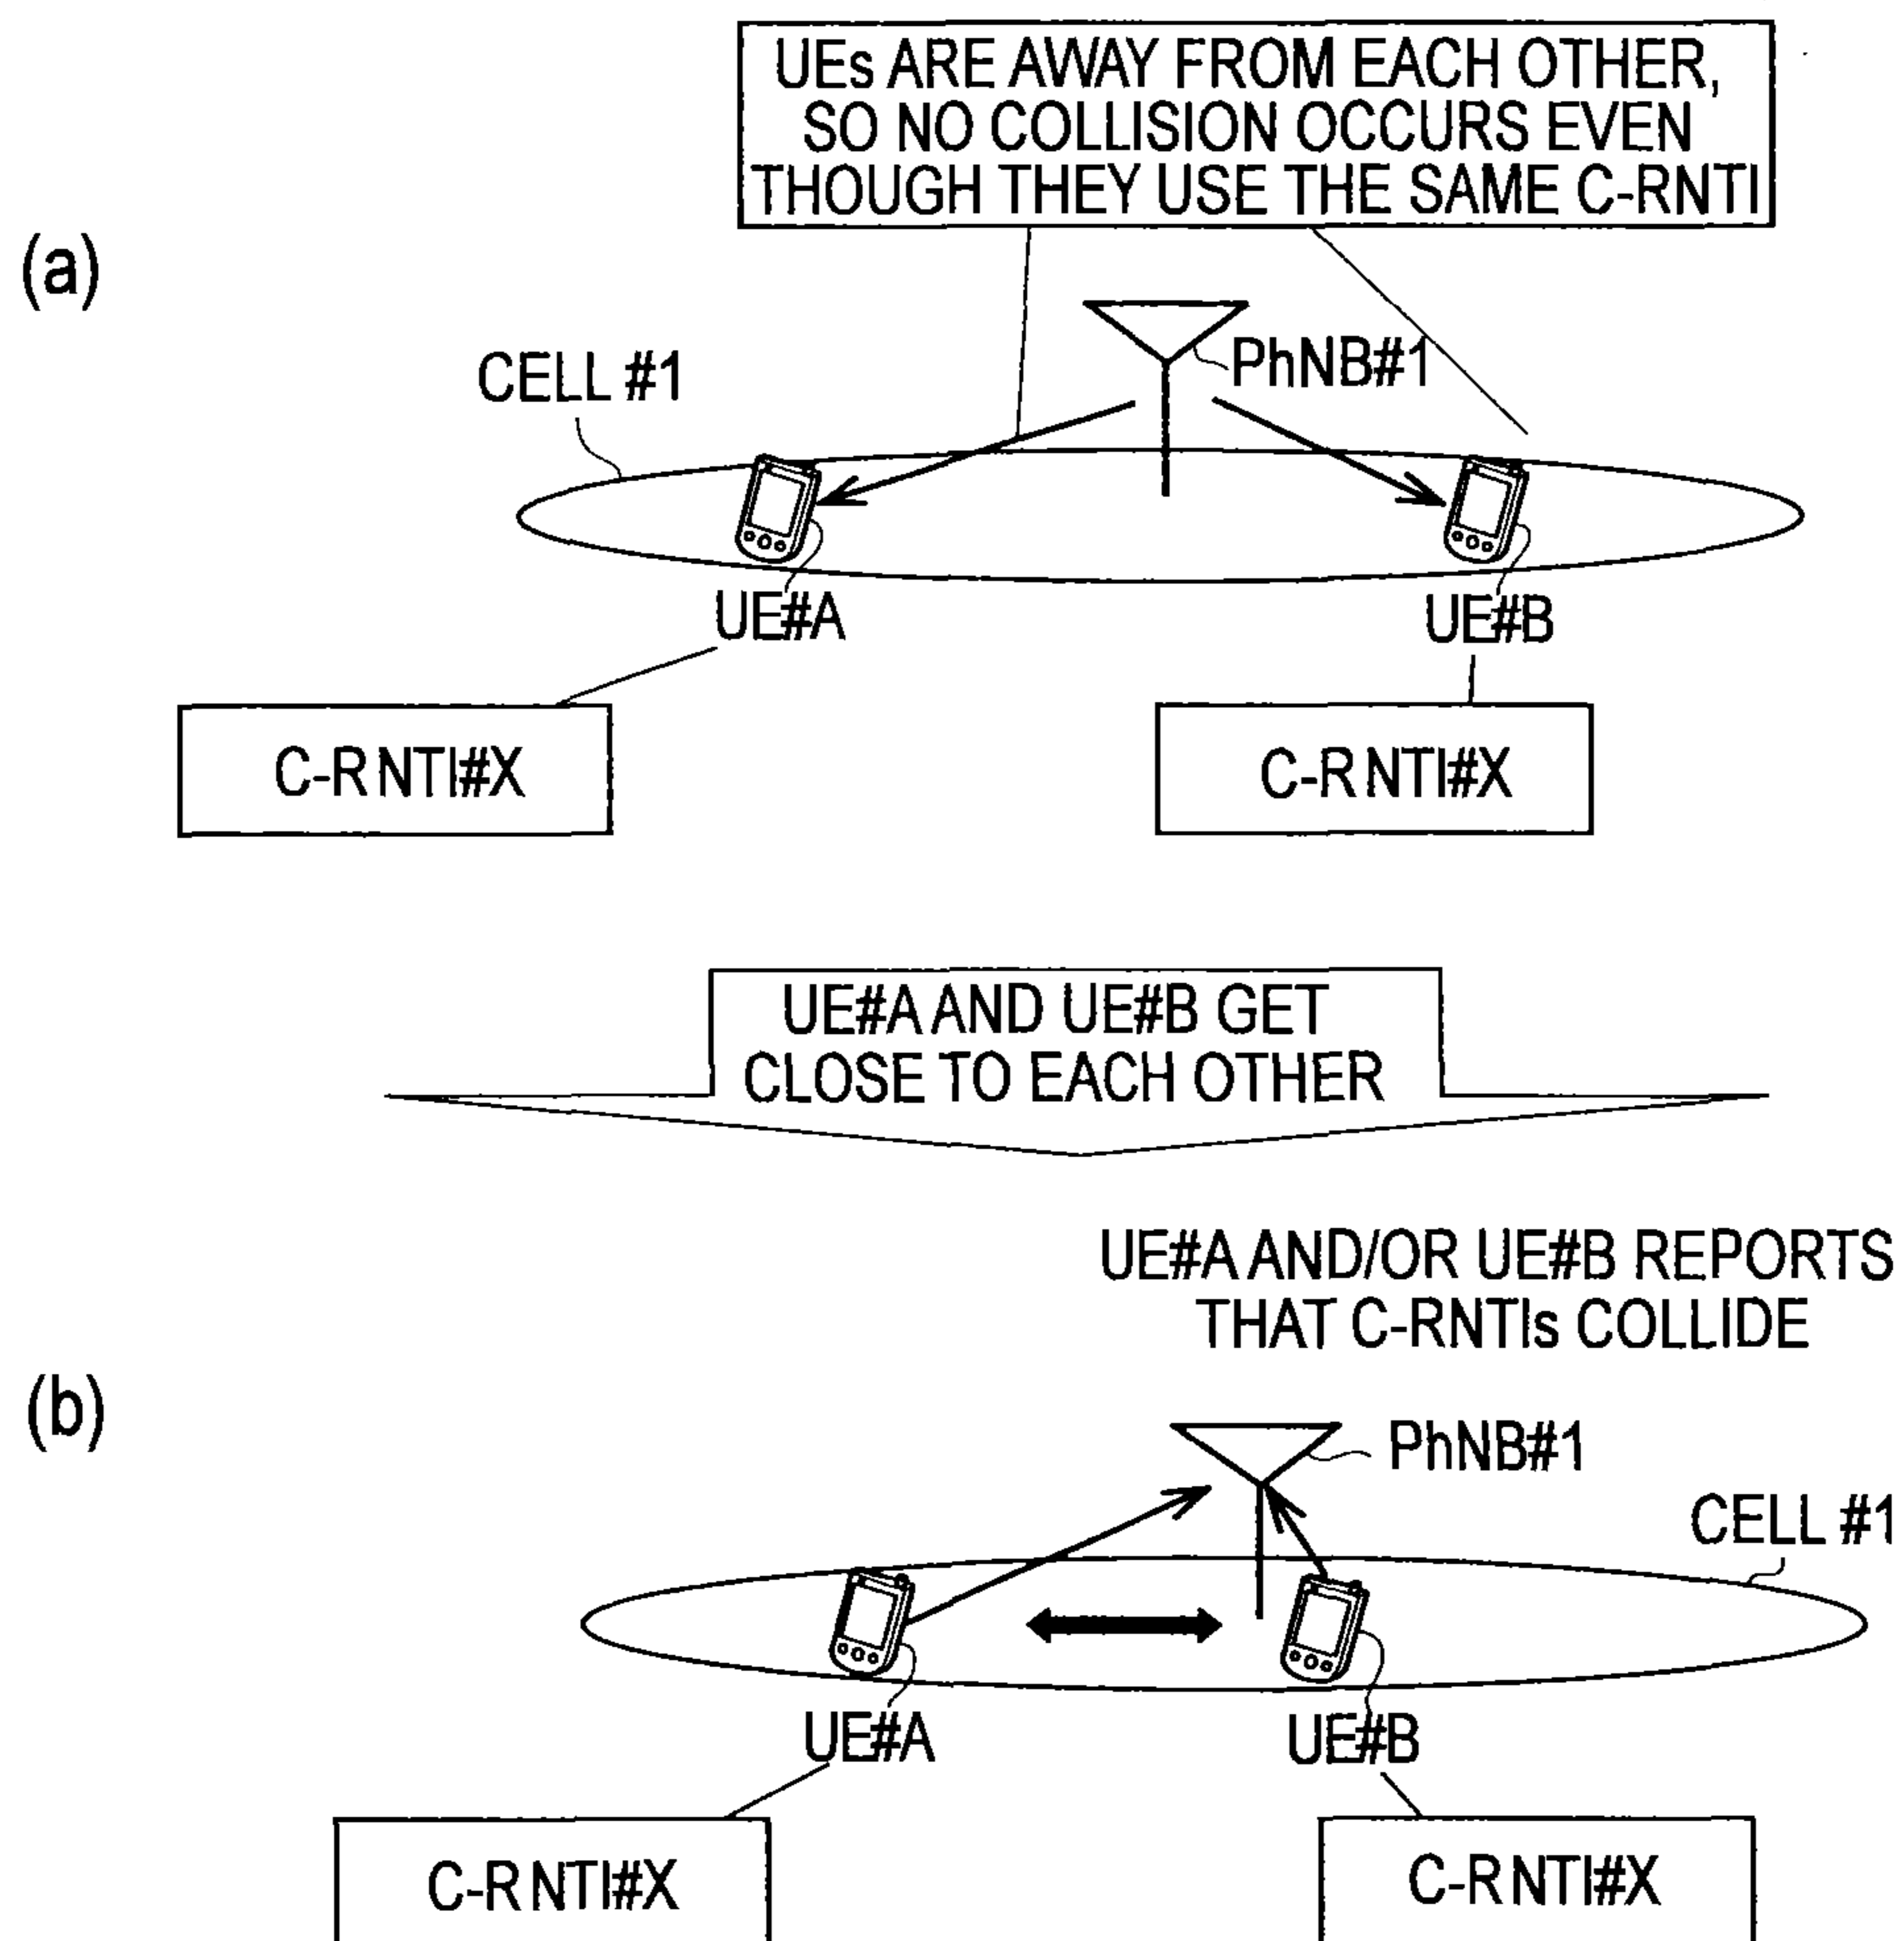 UEs ARE AWAY FROM EACH OTHER,
SO NO COLLISION OCCURS EVEN
THOUGH THEY USE THE SAME C-RNTI
(a)
PhNB#1
CELL #1
UE#A
UE#B
C-RNTI#X
C-RNTI#X
UE#A AND UE#B GET
CLOSE TO EACH OTHER
UE#A AND/OR UE#B REPORTS
THAT C-RNTIs COLLIDE
(b)
PhNB#1
CELL #1
UE#A
UE#B
C-RNTI#X
C-RNTI#X